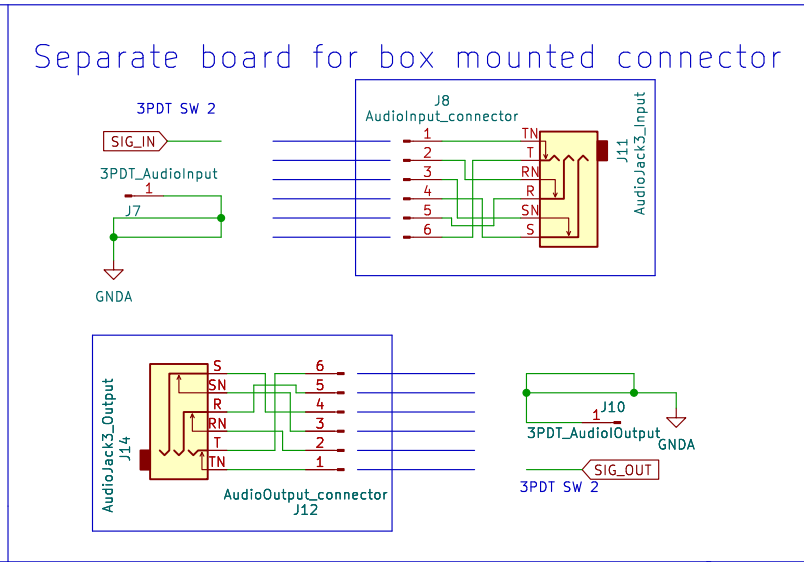 Separate board for box mounted connector
3PDT SW 2
SIG_IN
3PDT_AudioInput
1
J7
GNDA
J8
AudioInput_connector
1
2
3
4
5
6
TN
T
RN
R
SN
S
J11
AudioJack3_Input
AudioJack3_Output
J14
S
SN
R
RN
T
TN
6
5
4
3
2
1
AudioOutput_connector
J12
J10
1
3PDT_AudioIOutput
GNDA
SIG_OUT
3PDT SW 2